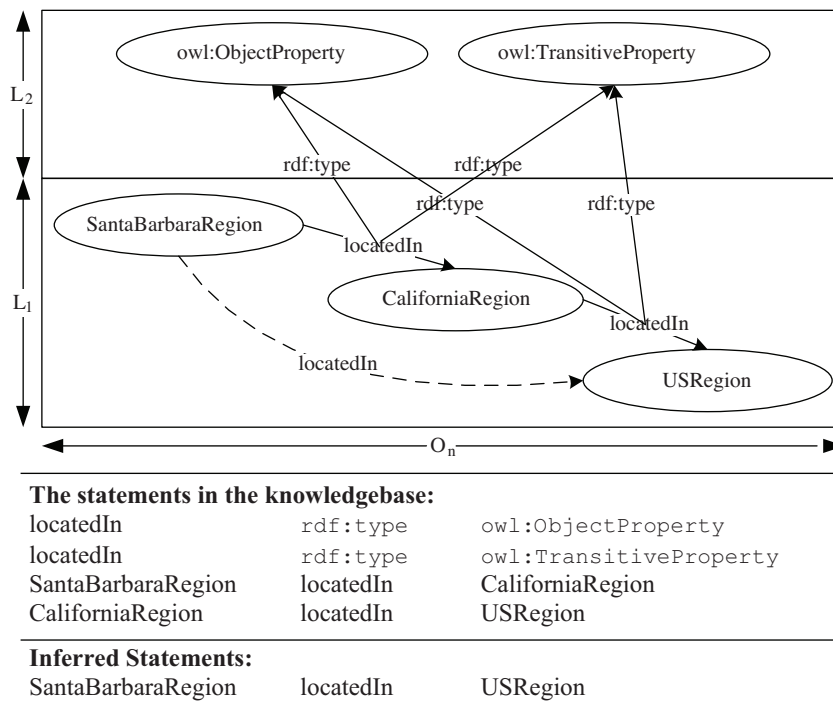 owl:ObjectProperty owl:TransitiveProperty
L2
rdf:type rdf:type
rdf:type rdf:type
SantaBarbaraRegion
locatedIn
CaliforniaRegion
L1
locatedIn
locatedIn
USRegion
On
The statements in the knowledgebase:
locatedIn rdf:type owl:ObjectProperty
locatedIn rdf:type owl:TransitiveProperty
SantaBarbaraRegion locatedIn CaliforniaRegion
CaliforniaRegion locatedIn USRegion
Inferred Statements:
SantaBarbaraRegion locatedIn USRegion